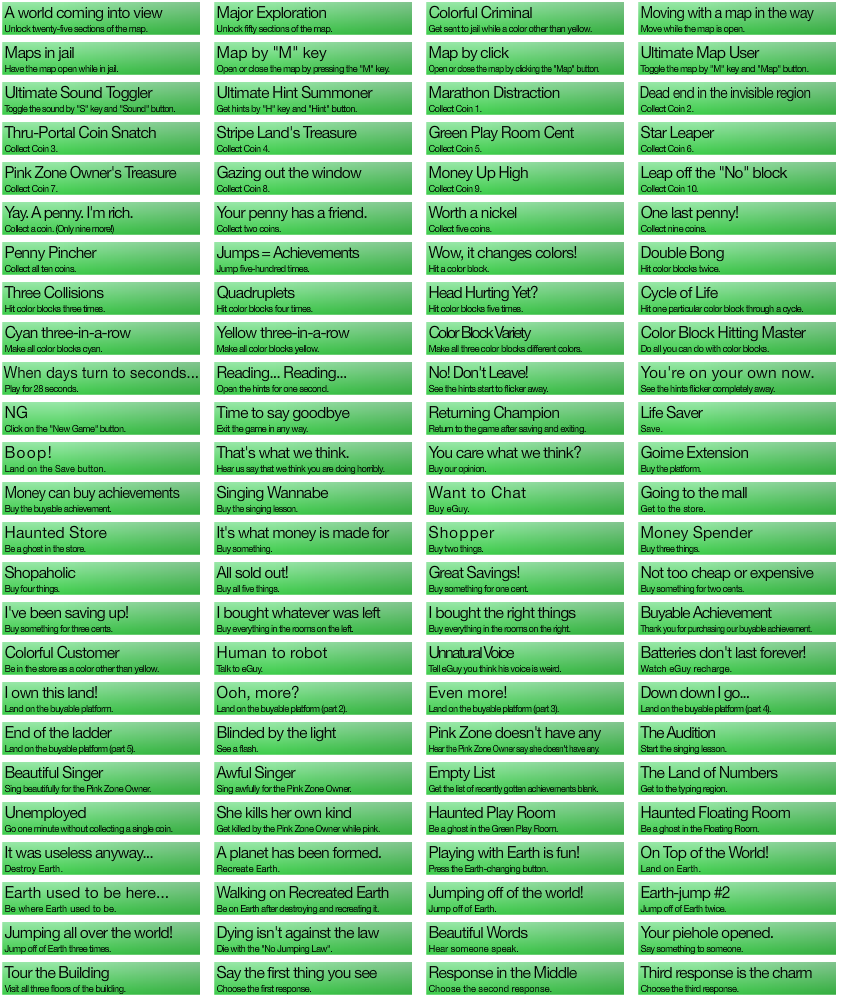 A world coming into view
Unlock twenty-five sections of the map.
Major Exploration
Unlock fifty sections of the map.
Colorful Criminal
Get sent to jail while a color other than yellow.
Moving with a map in the way
Move while the map is open.
Maps in jail
Have the map open while in jail.
Map by "M" key
Open or close the map by pressing the "M" key.
Map by click
Open or close the map by clicking the "Map" button.
Ultimate Map User
Toggle the map by "M" key and "Map" button.
Ultimate Sound Toggler
Toggle the sound by "S" key and "Sound" button.
Ultimate Hint Summoner
Get hints by "H" key and "Hint" button.
Marathon Distraction
Collect Coin 1.
Dead end in the invisible region
Collect Coin 2.
Thru-Portal Coin Snatch
Collect Coin 3.
Stripe Land's Treasure
Collect Coin 4.
Green Play Room Cent
Collect Coin 5.
Star Leaper
Collect Coin 6.
Pink Zone Owner's Treasure
Collect Coin 7.
Gazing out the window
Collect Coin 8.
Money Up High
Collect Coin 9.
Leap off the "No" block
Collect Coin 10.
Yay. A penny. I'm rich.
Collect a coin. (Only nine more!)
Your penny has a friend.
Collect two coins.
Worth a nickel
Collect five coins.
One last penny!
Collect nine coins.
Penny Pincher
Collect all ten coins.
Jumps = Achievements
Jump five-hundred times.
Wow, it changes colors!
Hit a color block.
Double Bong
Hit color blocks twice.
Three Collisions
Hit color blocks three times.
Quadruplets
Hit color blocks four times.
Head Hurting Yet?
Hit color blocks five times.
Cycle of Life
Hit one particular color block through a cycle.
Cyan three-in-a-row
Make all color blocks cyan.
Yellow three-in-a-row
Make all color blocks yellow.
Color Block Variety
Make all three color blocks different colors.
Color Block Hitting Master
Do all you can do with color blocks.
When days turn to seconds...
Play for 28 seconds.
Reading... Reading...
Open the hints for one second.
No! Don't Leave!
See the hints start to flicker away.
You're on your own now.
See the hints flicker completely away.
NG
Click on the "New Game" button.
Time to say goodbye
Exit the game in any way.
Returning Champion
Return to the game after saving and exiting.
Life Saver
Save.
Boop!
Land on the Save button.
That's what we think.
Hear us say that we think you are doing horribly.
You care what we think?
Buy our opinion.
Goime Extension
Buy the platform.
Money can buy achievements
Buy the buyable achievement.
Singing Wannabe
Buy the singing lesson.
Want to Chat
Buy eGuy.
Going to the mall
Get to the store.
Haunted Store
Be a ghost in the store.
It's what money is made for
Buy something.
Shopper
Buy two things.
Money Spender
Buy three things.
Shopaholic
Buy four things.
All sold out!
Buy all five things.
Great Savings!
Buy something for one cent.
Not too cheap or expensive
Buy something for two cents.
I've been saving up!
Buy something for three cents.
I bought whatever was left
Buy everything in the rooms on the left.
I bought the right things
Buy everything in the rooms on the right.
Buyable Achievement
Thank you for purchasing our buyable achievement.
Colorful Customer
Be in the store as a color other than yellow.
Human to robot
Talk to eGuy.
Unnatural Voice
Tell eGuy you think his voice is weird.
Batteries don't last forever!
Watch eGuy recharge.
I own this land!
Land on the buyable platform.
Ooh, more?
Land on the buyable platform (part 2).
Even more!
Land on the buyable platform (part 3).
Down down I go...
Land on the buyable platform (part 4).
End of the ladder
Land on the buyable platform (part 5).
Blinded by the light
See a flash.
Pink Zone doesn't have any
Hear the Pink Zone Owner say she doesn't have any.
The Audition
Start the singing lesson.
Beautiful Singer
Sing beautifully for the Pink Zone Owner.
Awful Singer
Sing awfully for the Pink Zone Owner.
Empty List
Get the list of recently gotten achievements blank.
The Land of Numbers
Get to the typing region.
Unemployed
Go one minute without collecting a single coin.
She kills her own kind
Get killed by the Pink Zone Owner while pink.
Haunted Play Room
Be a ghost in the Green Play Room.
Haunted Floating Room
Be a ghost in the Floating Room.
It was useless anyway...
Destroy Earth.
A planet has been formed.
Recreate Earth.
Playing with Earth is fun!
Press the Earth-changing button.
On Top of the World!
Land on Earth.
Earth used to be here...
Be where Earth used to be.
Walking on Recreated Earth
Be on Earth after destroying and recreating it.
Jumping off of the world!
Jump off of Earth.
Earth-jump #2
Jump off of Earth twice.
Jumping all over the world!
Jump off of Earth three times.
Dying isn't against the law
Die with the "No Jumping Law".
Beautiful Words
Hear someone speak.
Your piehole opened.
Say something to someone.
Tour the Building
Visit all three floors of the building.
Say the first thing you see
Choose the first response.
Response in the Middle
Choose the second response.
Third response is the charm
Choose the third response.